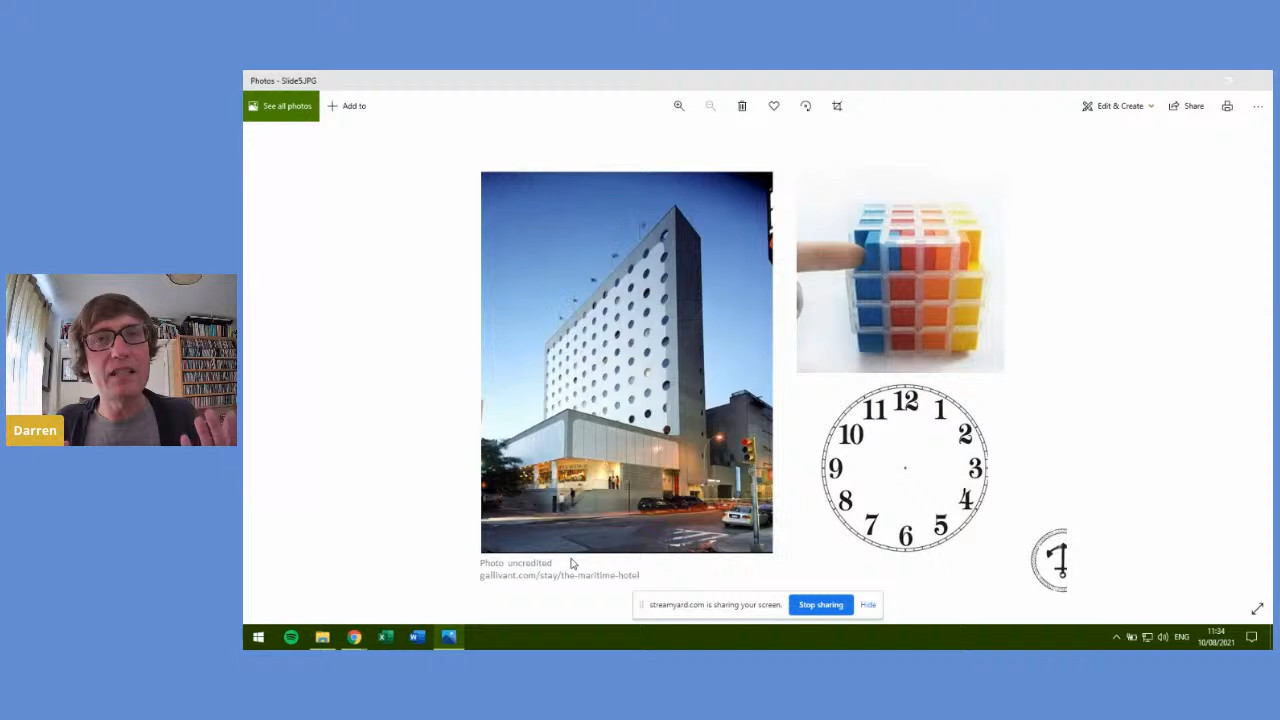 Photos - Slide5.JPG
See all photos
Add to
Edit & Create
Share
12
11
1
10
2
9
3
8
4
7
5
6
Darren
Photo uncredited
gallivant.com/stay/the-maritime-hotel
streamyard.com is sharing your screen.
Stop sharing
Hide
ENG
11:34
10/08/2021